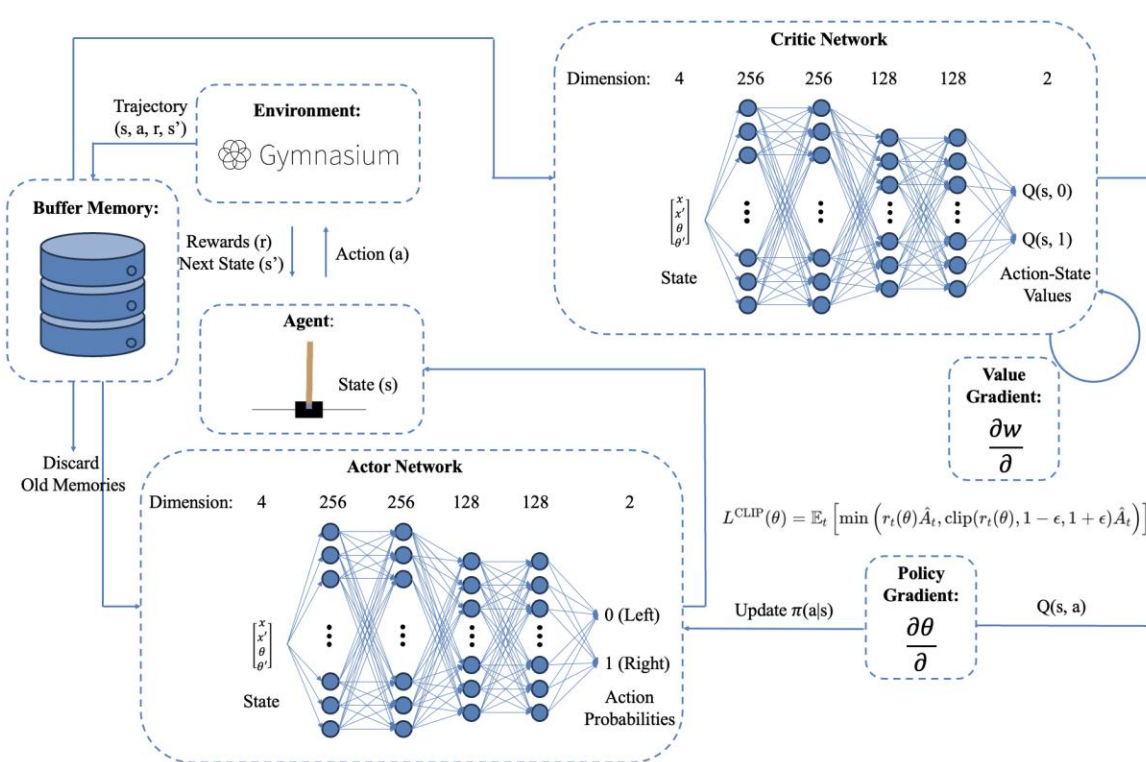 Critic Network
Dimension: 4 256 256 128 128 2
Trajectory
(s, a, r, s’)
Environment:
Gymnasium
Buffer Memory:
Rewards (r)
Next State (s’)
Action (a)
[x x′ θ θ′]
State
Q(s, 0)
Q(s, 1)
Action-State
Values
Agent:
State (s)
Value
Gradient:
∂w
∂
Discard
Old Memories
Actor Network
Dimension: 4 256 256 128 128 2
L^CLIP(θ) = 𝔼_t [min (r_t(θ)Â_t, clip(r_t(θ), 1 − ϵ, 1 + ϵ)Â_t)]
Policy
Gradient:
∂θ
∂
Update π(a|s)
Q(s, a)
[x x′ θ θ′]
State
0 (Left)
1 (Right)
Action
Probabilities